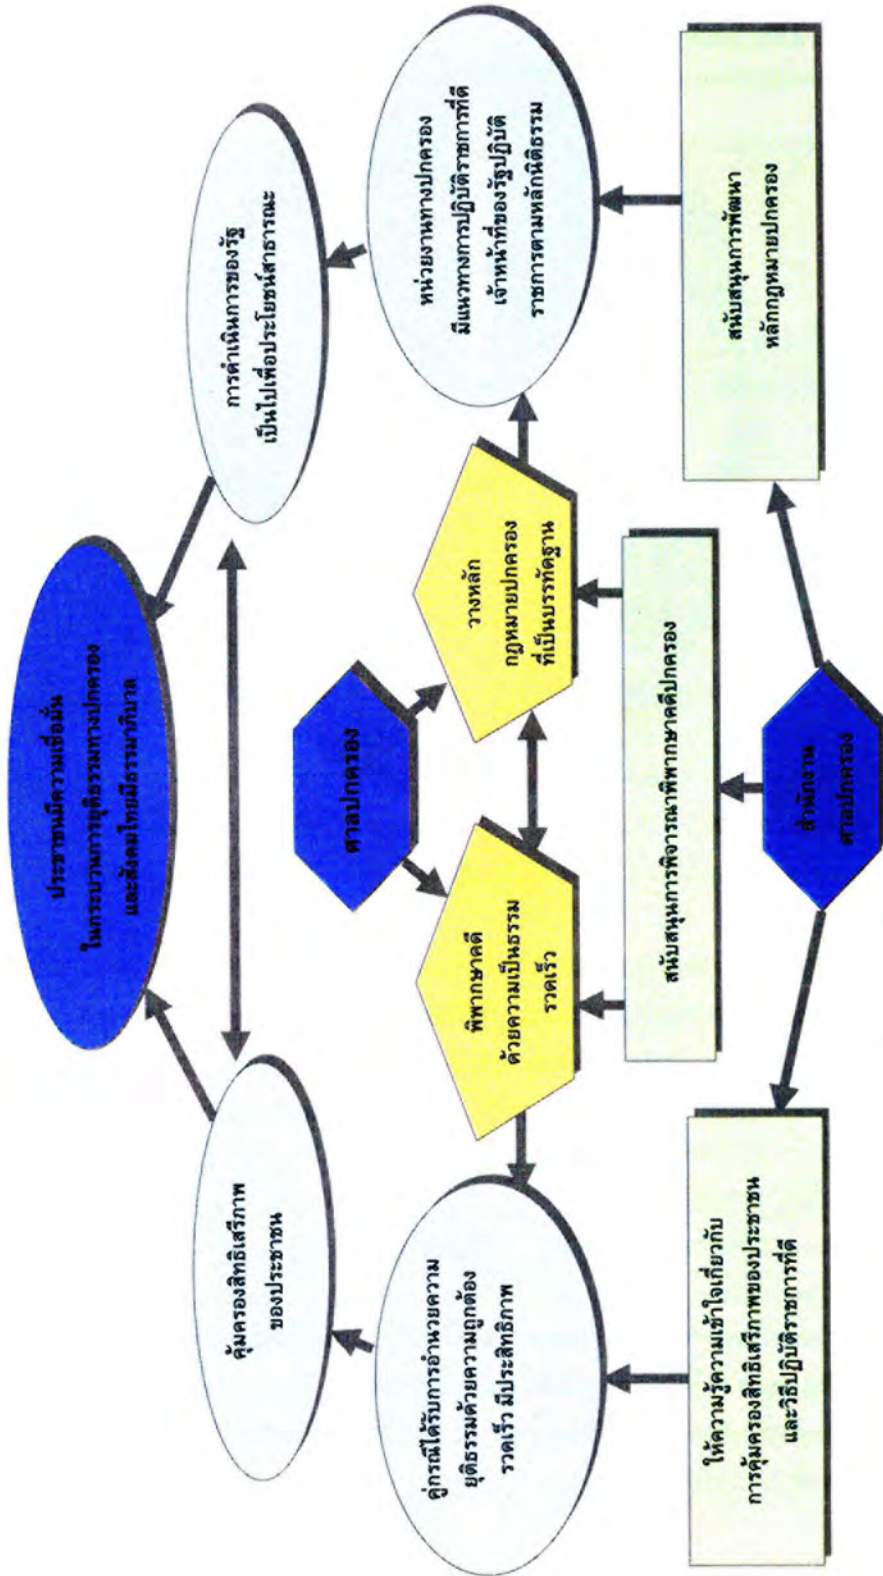 ประชาชนมีความเชื่อมั่น
ในกระบวนการยุติธรรมทางปกครอง
และสังคมไทยมีธรรมาภิบาล
คุ้มครองสิทธิเสรีภาพ
ของประชาชน
การดำเนินการของรัฐ
เป็นไปเพื่อประโยชน์สาธารณะ
ศาลปกครอง
คู่กรณีได้รับการอำนวยความ
ยุติธรรมด้วยความถูกต้อง
รวดเร็ว มีประสิทธิภาพ
พิพากษาคดี
ด้วยความเป็นธรรม
รวดเร็ว
วางหลัก
กฎหมายปกครอง
ที่เป็นบรรทัดฐาน
หน่วยงานทางปกครอง
มีแนวทางการปฏิบัติราชการที่ดี
เจ้าหน้าที่ของรัฐปฏิบัติ
ราชการตามหลักนิติธรรม
สนับสนุนการพิจารณาพิพากษาคดีปกครอง
ให้ความรู้ความเข้าใจเกี่ยวกับ
การคุ้มครองสิทธิเสรีภาพของประชาชน
และวิธีปฏิบัติราชการที่ดี
สนับสนุนการพัฒนา
หลักกฎหมายปกครอง
สำนักงาน
ศาลปกครอง